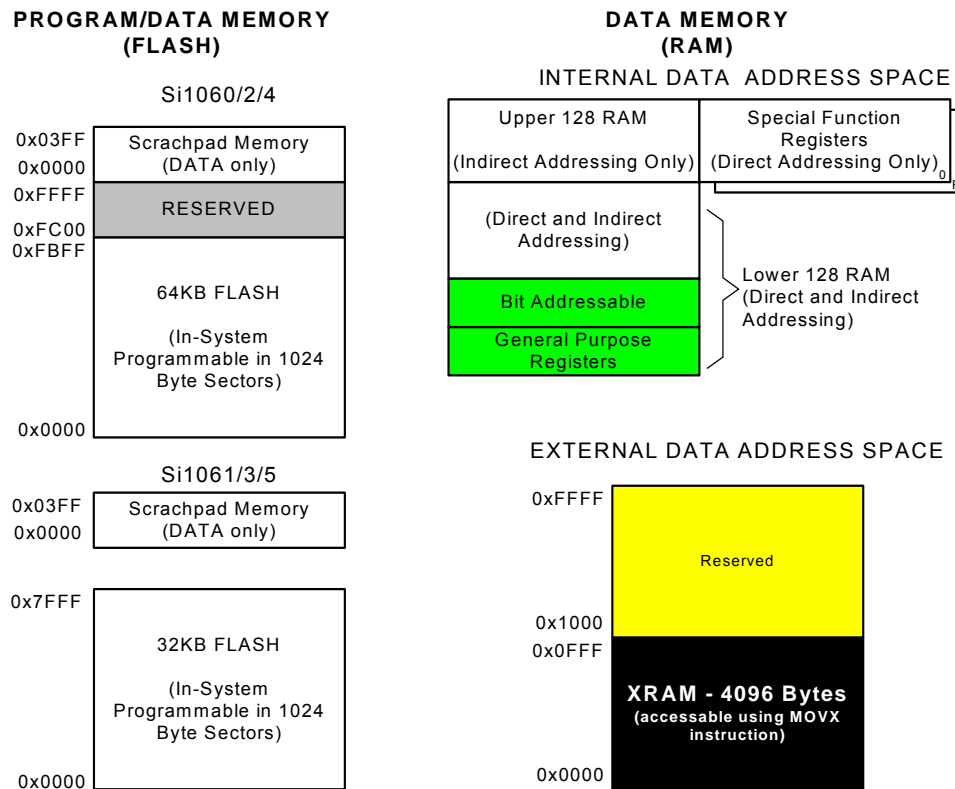 PROGRAM/DATA MEMORY
(FLASH)
Si1060/2/4
0x03FF
Scrachpad Memory
(DATA only)
0x0000
0xFFFF
RESERVED
0xFC00
0xFBFF
64KB FLASH
(In-System
Programmable in 1024
Byte Sectors)
0x0000
Si1061/3/5
0x03FF
Scrachpad Memory
(DATA only)
0x0000
0x7FFF
32KB FLASH
(In-System
Programmable in 1024
Byte Sectors)
0x0000
DATA MEMORY
(RAM)
INTERNAL DATA ADDRESS SPACE
Upper 128 RAM
(Indirect Addressing Only)
Special Function
Registers
(Direct Addressing Only)
0
(Direct and Indirect
Addressing)
Bit Addressable
General Purpose
Registers
Lower 128 RAM
(Direct and Indirect
Addressing)
EXTERNAL DATA ADDRESS SPACE
0xFFFF
Reserved
0x1000
0x0FFF
XRAM - 4096 Bytes
(accessable using MOVX
instruction)
0x0000